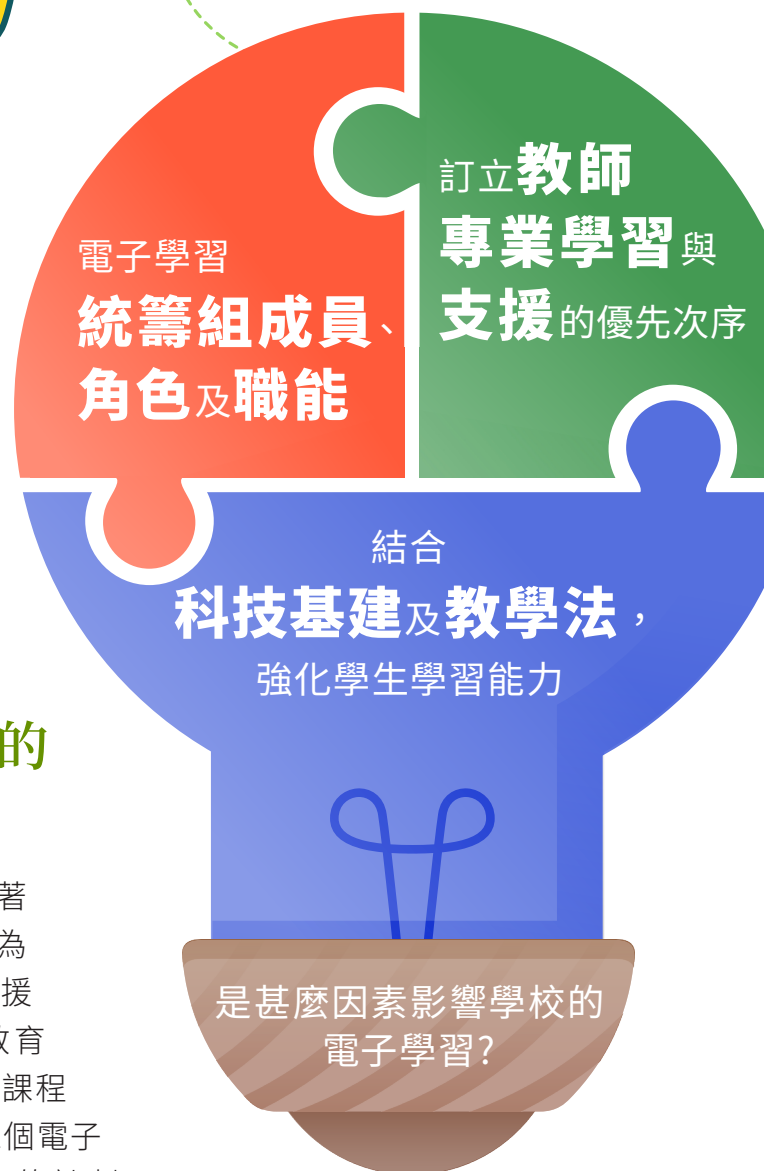 電子學習
統籌組成員、
角色及職能
訂立教師
專業學習與
支援的優先次序
結合
科技基建及教學法，
強化學生學習能力
的
著
為
援
教育
課程
個電子
是甚麼因素影響學校的
電子學習?